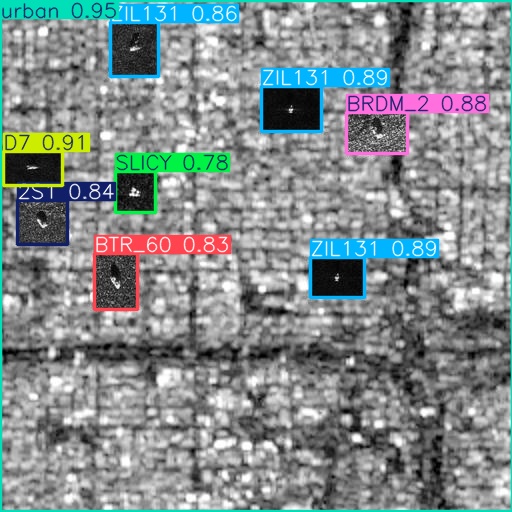 urban 0.95
ZIL131 0.86
ZIL131 0.89
BRDM_2 0.88
D7 0.91
SLICY 0.78
2S1 0.84
BTR_60 0.83
ZIL131 0.89